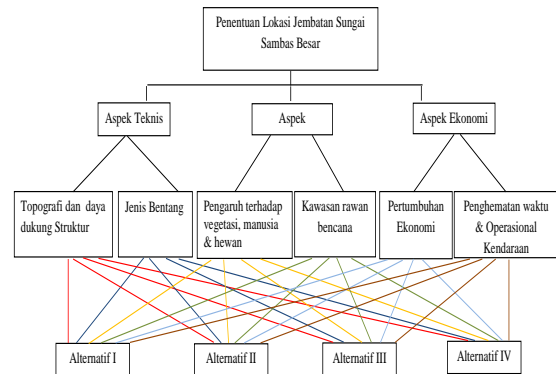 Penentuan Lokasi Jembatan Sungai
Sambas Besar
Aspek Teknis
Aspek
Aspek Ekonomi
Topografi dan daya
dukung Struktur
Jenis Bentang
Pengaruh terhadap
vegetasi, manusia
& hewan
Kawasan rawan
bencana
Pertumbuhan
Ekonomi
Penghematan waktu
& Operasional
Kendaraan
Alternatif I
Alternatif II
Alternatif III
Alternatif IV